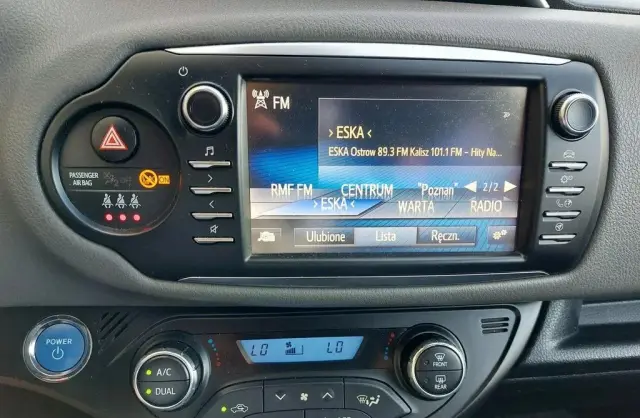 FM
› ESKA ‹
ESKA Ostrow 89.3 FM Kalisz 101.1 FM – Hity Na...
RMF FM CENTRUM "Poznan" 2/2
› ESKA ‹ WARTA RADIO
Ulubione Lista Ręczn.
PASSENGER
AIR BAG
OFF ON
POWER
A/C
DUAL
LO LO
FRONT
REAR